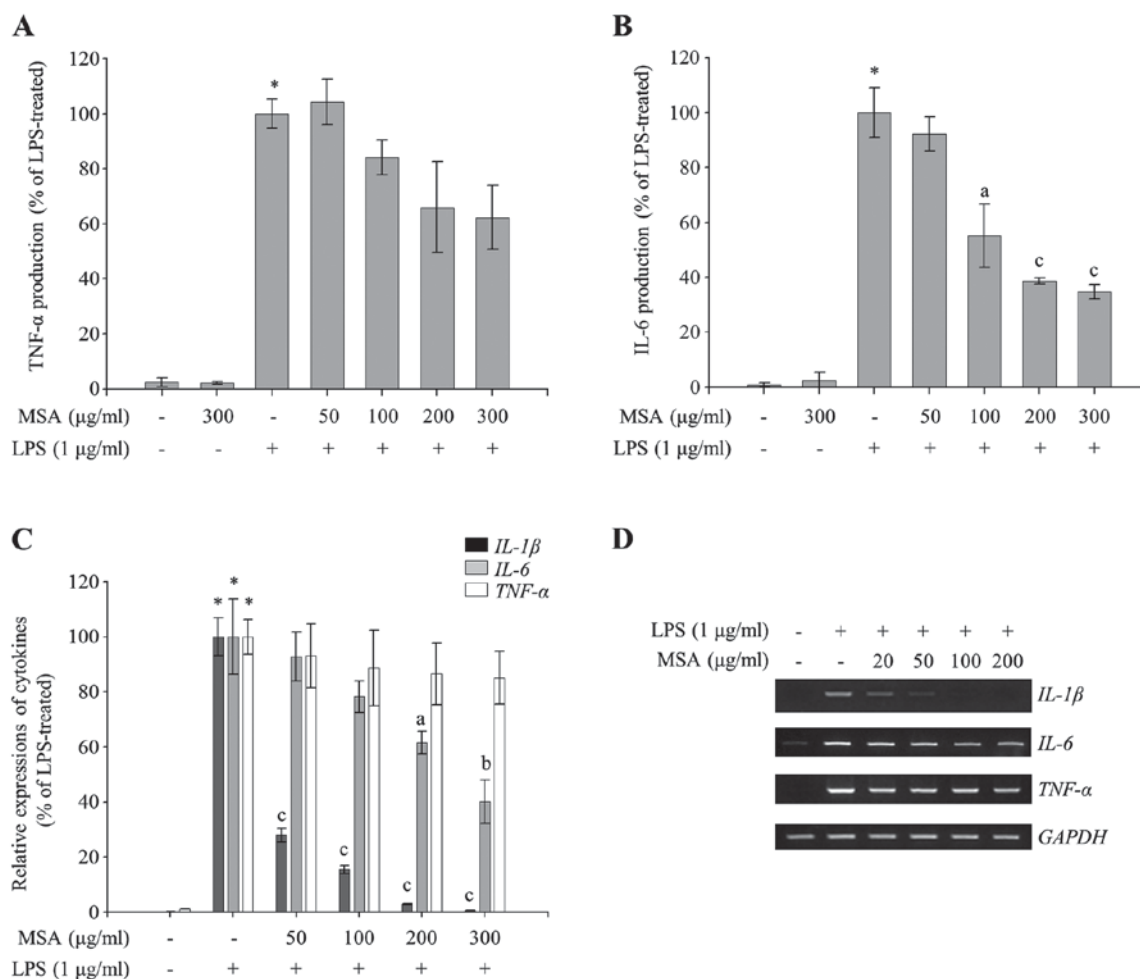 A
TNF-α production (% of LPS-treated)
120
100
80
60
40
20
0
*
MSA (μg/ml) - 300 - 50 100 200 300
LPS (1 μg/ml) - - + + + + +
B
IL-6 production (% of LPS-treated)
120
100
80
60
40
20
0
*
a
c
c
MSA (μg/ml) - 300 - 50 100 200 300
LPS (1 μg/ml) - - + + + + +
C
Relative expressions of cytokines
(% of LPS-treated)
IL-1β
IL-6
TNF-α
120
100
80
60
40
20
0
* * *
c
c
c
a
c
b
MSA (μg/ml) - - 50 100 200 300
LPS (1 μg/ml) - + + + + +
D
LPS (1 μg/ml) - + + + + +
MSA (μg/ml) - - 20 50 100 200
IL-1β
IL-6
TNF-α
GAPDH